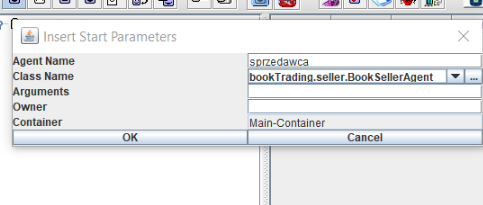 Insert Start Parameters
Agent Name sprzedawca
Class Name bookTrading.seller.BookSellerAgent ...
Arguments
Owner
Container Main-Container
OK Cancel